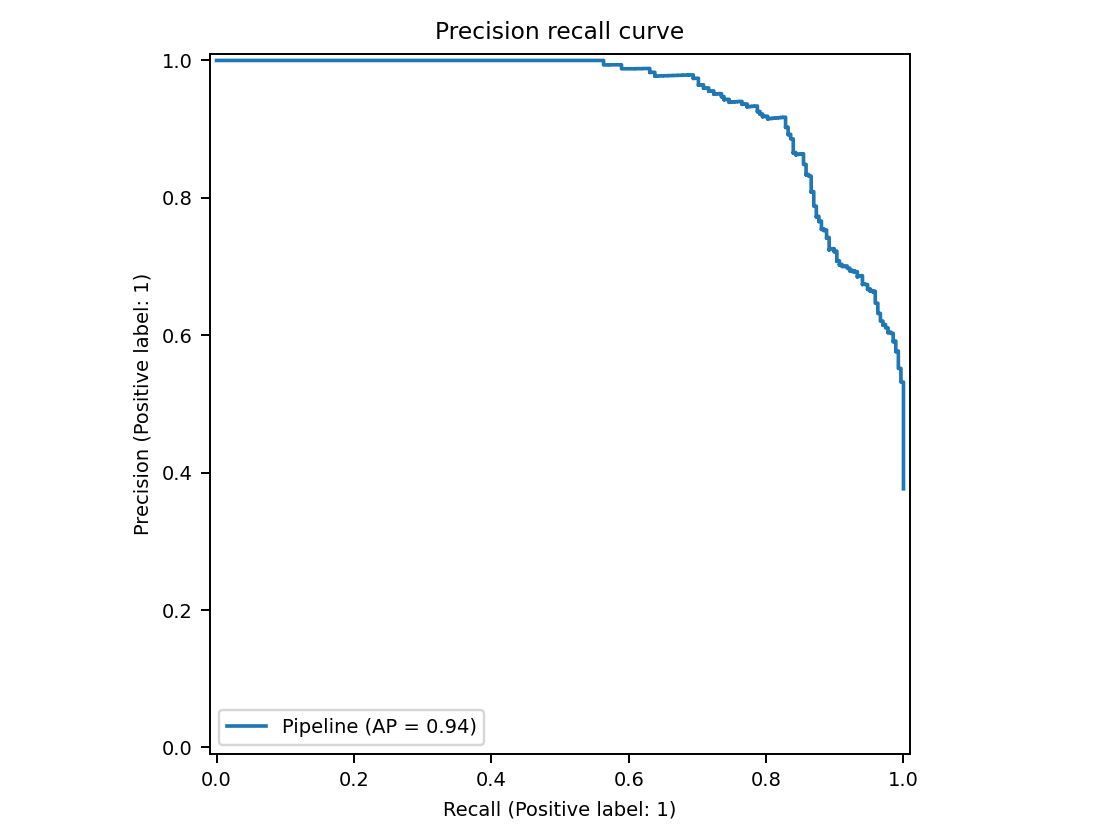 Precision recall curve
1.0
0.8
0.6
0.4
0.2
0.0
Precision (Positive label: 1)
Pipeline (AP = 0.94)
0.0 0.2 0.4 0.6 0.8 1.0
Recall (Positive label: 1)